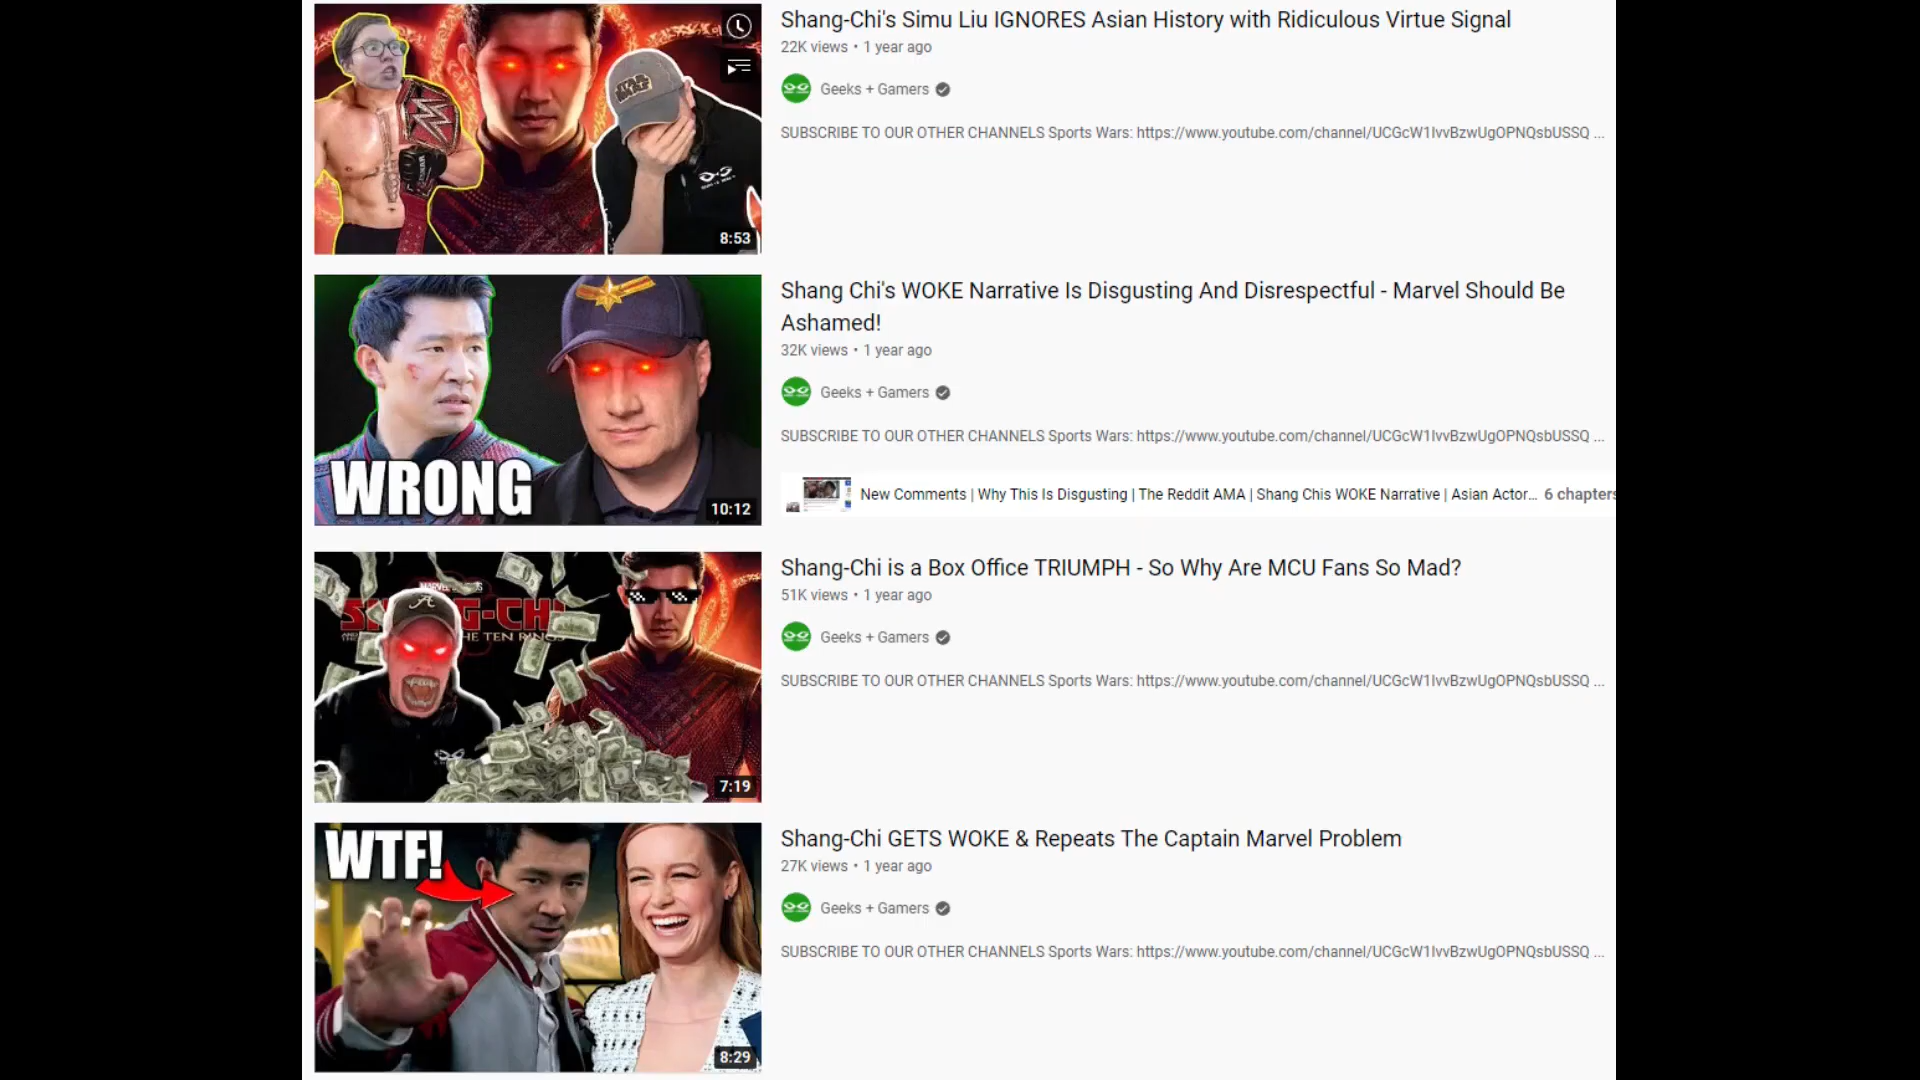 Shang-Chi's Simu Liu IGNORES Asian History with Ridiculous Virtue Signal
22K views • 1 year ago
Geeks + Gamers
SUBSCRIBE TO OUR OTHER CHANNELS Sports Wars: https://www.youtube.com/channel/UCGcW1IvvBzwUgOPNQsbUSSQ ...
STAR WARS
8:53
Shang Chi's WOKE Narrative Is Disgusting And Disrespectful - Marvel Should Be
Ashamed!
32K views • 1 year ago
Geeks + Gamers
SUBSCRIBE TO OUR OTHER CHANNELS Sports Wars: https://www.youtube.com/channel/UCGcW1IvvBzwUgOPNQsbUSSQ ...
WRONG
10:12
New Comments | Why This Is Disgusting | The Reddit AMA | Shang Chis WOKE Narrative | Asian Actor... 6 chapters
Shang-Chi is a Box Office TRIUMPH - So Why Are MCU Fans So Mad?
51K views • 1 year ago
Geeks + Gamers
SUBSCRIBE TO OUR OTHER CHANNELS Sports Wars: https://www.youtube.com/channel/UCGcW1IvvBzwUgOPNQsbUSSQ ...
HE TEN RINGS
7:19
Shang-Chi GETS WOKE & Repeats The Captain Marvel Problem
27K views • 1 year ago
Geeks + Gamers
SUBSCRIBE TO OUR OTHER CHANNELS Sports Wars: https://www.youtube.com/channel/UCGcW1IvvBzwUgOPNQsbUSSQ ...
WTF!
8:29